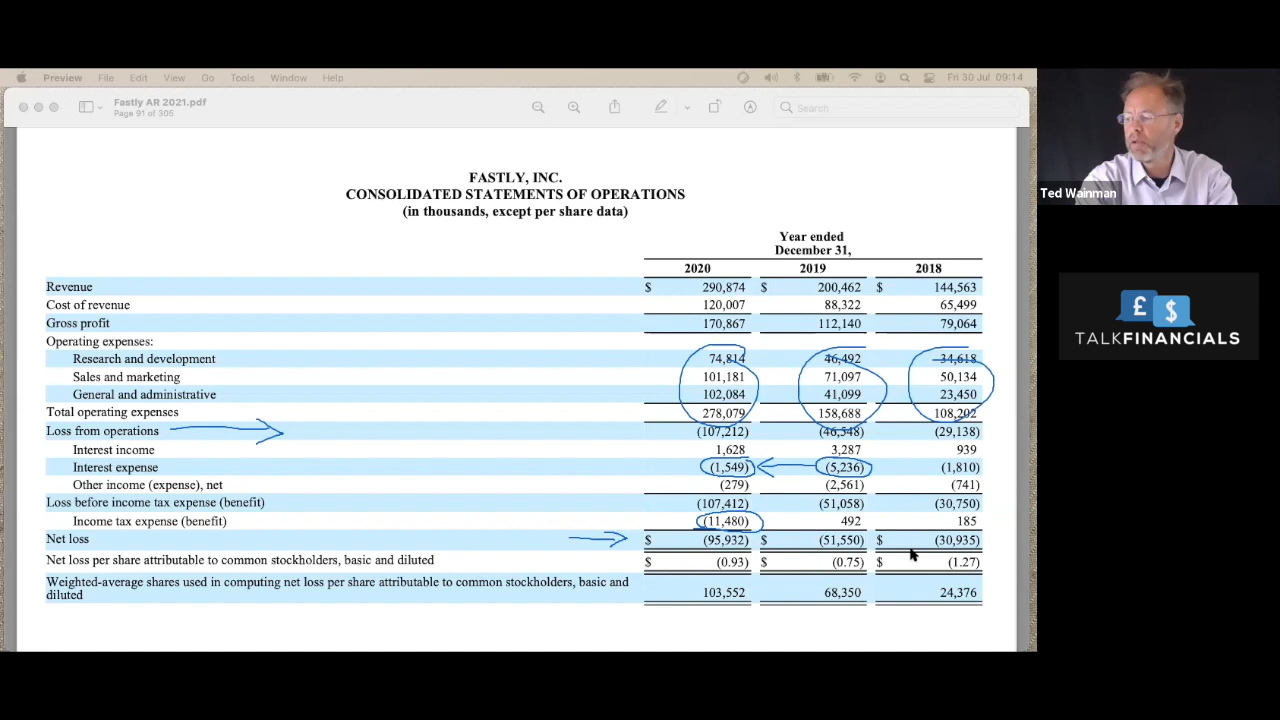 Preview File Edit View Go Tools Window Help Fri 30 Jul 09:14
Fastly AR 2021.pdf
Page 91 of 305
Search
FASTLY, INC.
CONSOLIDATED STATEMENTS OF OPERATIONS
(in thousands, except per share data)
Year ended
December 31,
2020 2019 2018
Revenue $ 290,874 $ 200,462 $ 144,563
Cost of revenue 120,007 88,322 65,499
Gross profit 170,867 112,140 79,064
Operating expenses:
Research and development 74,814 46,492 34,618
Sales and marketing 101,181 71,097 50,134
General and administrative 102,084 41,099 23,450
Total operating expenses 278,079 158,688 108,202
Loss from operations (107,212) (46,548) (29,138)
Interest income 1,628 3,287 939
Interest expense (1,549) (5,236) (1,810)
Other income (expense), net (279) (2,561) (741)
Loss before income tax expense (benefit) (107,412) (51,058) (30,750)
Income tax expense (benefit) (11,480) 492 185
Net loss $ (95,932) $ (51,550) $ (30,935)
Net loss per share attributable to common stockholders, basic and diluted $ (0.93) $ (0.75) $ (1.27)
Weighted-average shares used in computing net loss per share attributable to common stockholders, basic and
diluted 103,552 68,350 24,376
Ted Wainman
£ $
TALKFINANCIALS